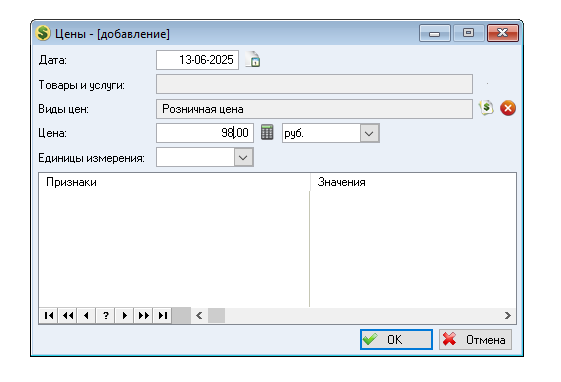 Цены - [добавление]
Дата: 13-06-2025
Товары и услуги:
Виды цен: Розничная цена
Цена: 98,00 руб.
Единицы измерения:
Признаки Значения
?
OK Отмена